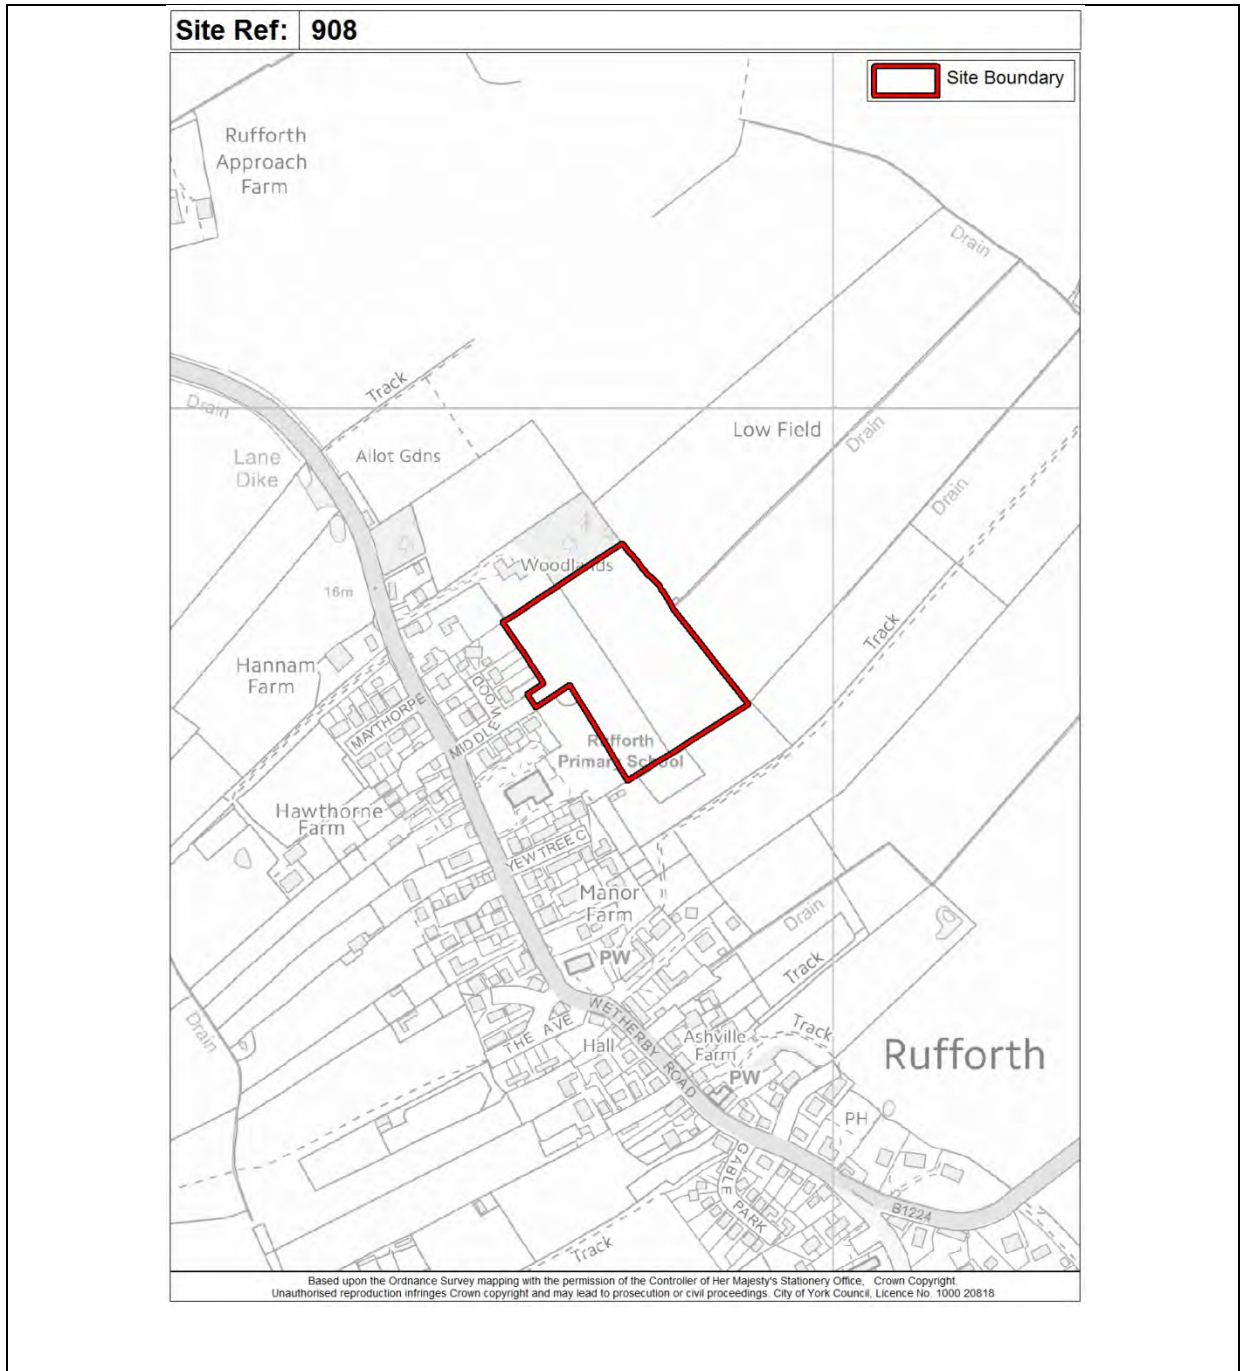 Site Ref: 908
Site Boundary
Rufforth
Approach
Farm
Drain
Track
Drain
Low Field
Drain
Lane
Dike
Allot Gdns
Drain
Woodlands
16m
Track
Hannam
Farm
MIDDLEWOOD
MAYTHORPE
Rufforth
Primary School
Hawthorne
Farm
YEW TREE C
Manor
Farm
Drain
PW
Track
Drain
WETHERBY ROAD
THE AVE
Hall
Ashville
Farm
Track
Rufforth
PW
PH
GABLE PARK
B1224
Track
Based upon the Ordnance Survey mapping with the permission of the Controller of Her Majesty's Stationery Office, Crown Copyright.
Unauthorised reproduction infringes Crown copyright and may lead to prosecution or civil proceedings. City of York Council, Licence No. 1000 20818